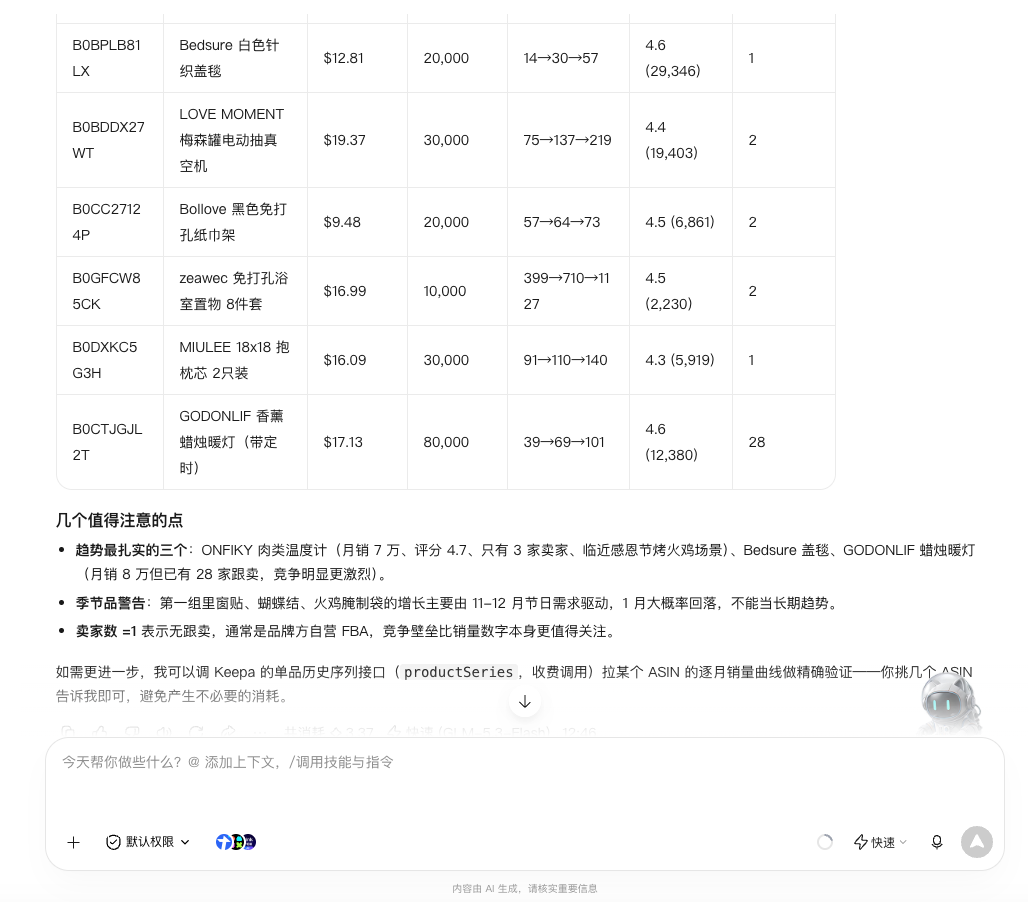 B0BPLB81
LX
Bedsure 白色针
织盖毯
$12.81
20,000
14→30→57
4.6
(29,346)
1
B0BDDX27
WT
LOVE MOMENT
梅森罐电动抽真
空机
$19.37
30,000
75→137→219
4.4
(19,403)
2
B0CC2712
4P
Bollove 黑色免打
孔纸巾架
$9.48
20,000
57→64→73
4.5 (6,861)
2
B0GFCW8
5CK
zeawec 免打孔浴
室置物 8件套
$16.99
10,000
399→710→11
27
4.5
(2,230)
2
B0DXKC5
G3H
MIULEE 18x18 抱
枕芯 2只装
$16.09
30,000
91→110→140
4.3 (5,919)
1
B0CTJGJL
2T
GODONLIF 香薰
蜡烛暖灯（带定
时）
$17.13
80,000
39→69→101
4.6
(12,380)
28
几个值得注意的点
• 趋势最扎实的三个：ONFIKY 肉类温度计（月销 7 万、评分 4.7、只有 3 家卖家、临近感恩节烤火鸡场景）、Bedsure 盖毯、GODONLIF 蜡烛暖灯
（月销 8 万但已有 28 家跟卖，竞争明显更激烈）。
• 季节品警告：第一组里窗贴、蝴蝶结、火鸡腌制袋的增长主要由 11–12 月节日需求驱动，1 月大概率回落，不能当长期趋势。
• 卖家数 =1 表示无跟卖，通常是品牌方自营 FBA，竞争壁垒比销量数字本身更值得关注。
如需更进一步，我可以调 Keepa 的单品历史序列接口（productSeries，收费调用）拉某个 ASIN 的逐月销量曲线做精确验证——你挑几个 ASIN
告诉我即可，避免产生不必要的消耗。
今天帮你做些什么？@ 添加上下文，/调用技能与指令
默认权限
快速
内容由 AI 生成，请核实重要信息